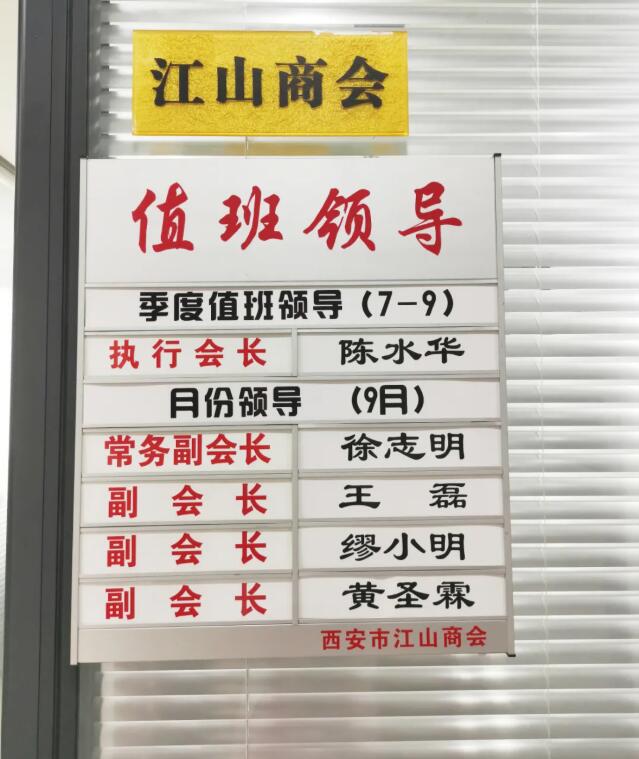 江山商会
值班领导
季度值班领导（7-9）
执行会长 陈水华
月份领导 （9月）
常务副会长 徐志明
副会长 王磊
副会长 缪小明
副会长 黄圣霖
西安市江山商会